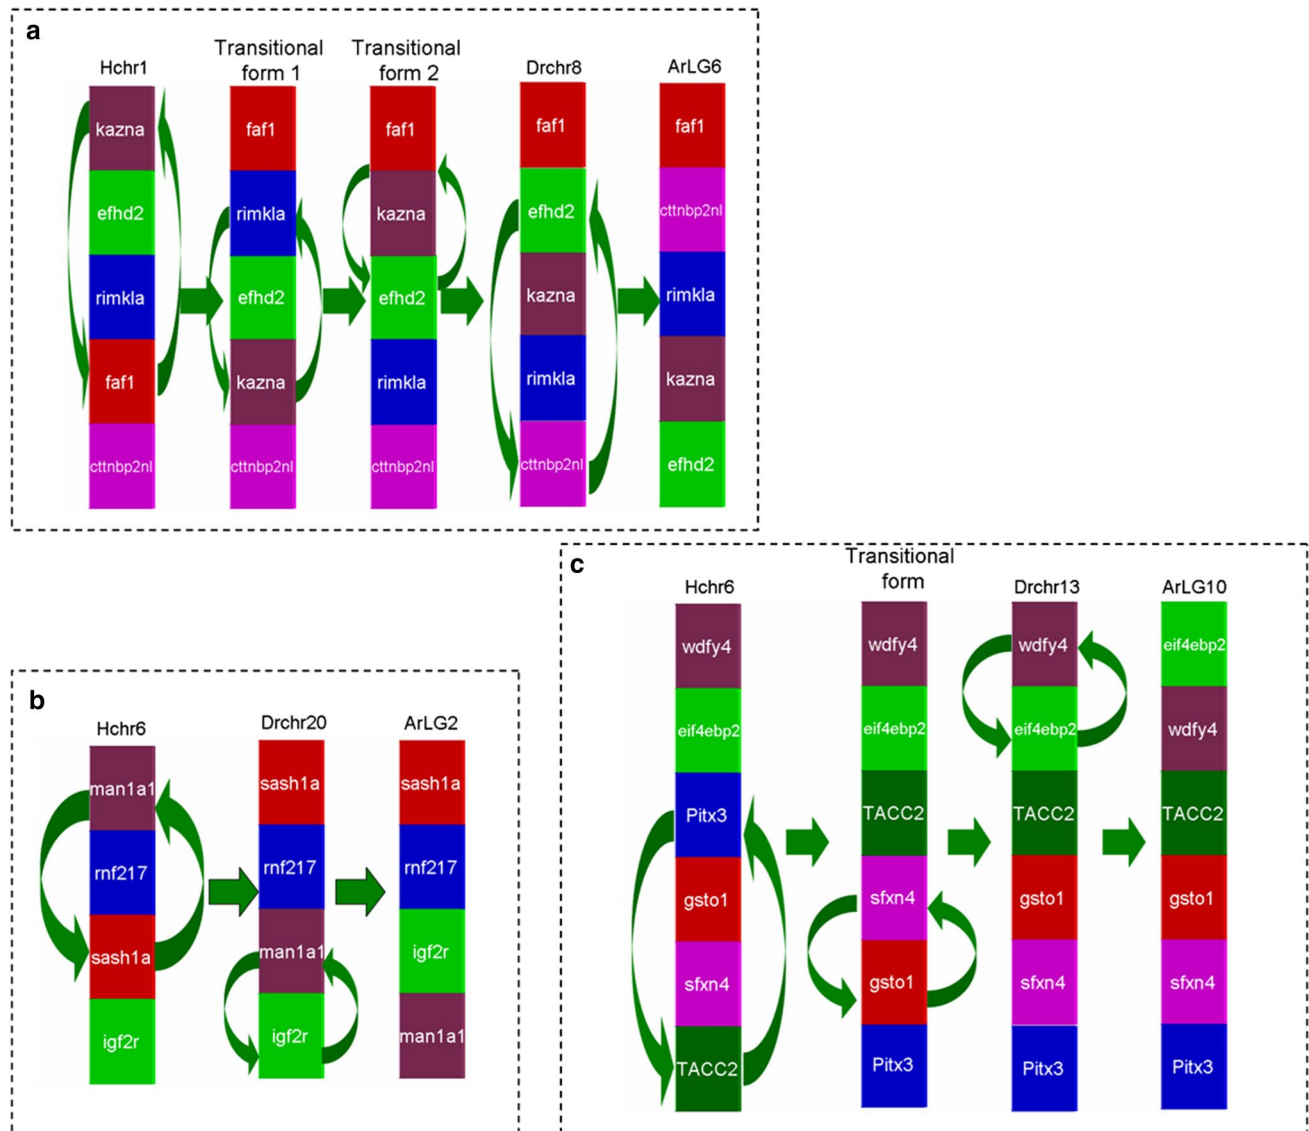 a
Hchr1
Transitional
form 1
Transitional
form 2
Drchr8
ArLG6
kazna
efhd2
rimkla
faf1
cttnbp2nl
faf1
rimkla
efhd2
kazna
cttnbp2nl
faf1
kazna
efhd2
rimkla
cttnbp2nl
faf1
efhd2
kazna
rimkla
cttnbp2nl
faf1
cttnbp2nl
rimkla
kazna
efhd2
b
Hchr6
Drchr20
ArLG2
man1a1
rnf217
sash1a
igf2r
sash1a
rnf217
man1a1
igf2r
sash1a
rnf217
igf2r
man1a1
c
Hchr6
Transitional
form
Drchr13
ArLG10
wdfy4
eif4ebp2
Pitx3
gsto1
sfxn4
TACC2
wdfy4
eif4ebp2
TACC2
sfxn4
gsto1
Pitx3
wdfy4
eif4ebp2
TACC2
gsto1
sfxn4
Pitx3
eif4ebp2
wdfy4
TACC2
gsto1
sfxn4
Pitx3